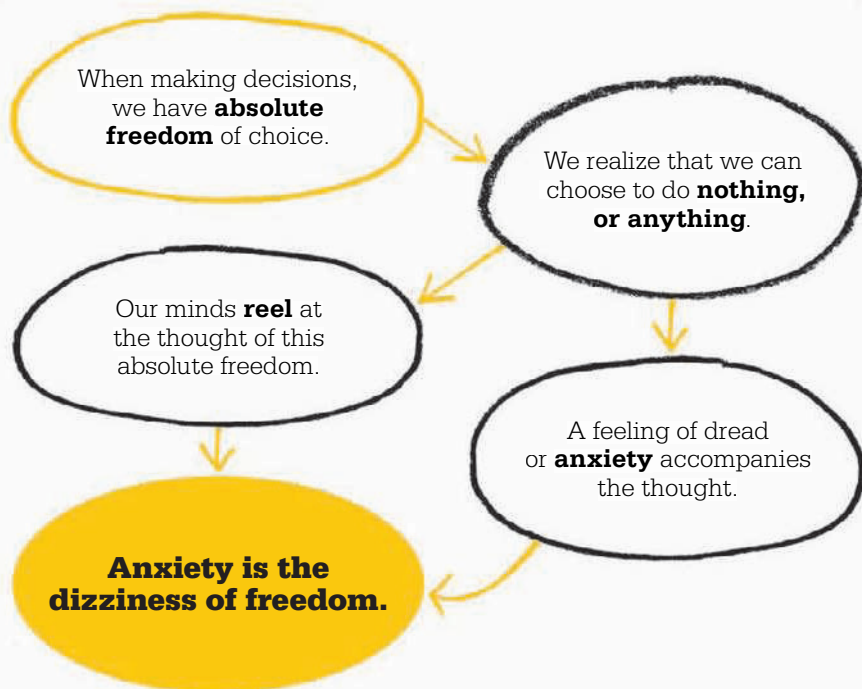 When making decisions,
we have absolute
freedom of choice.
We realize that we can
choose to do nothing,
or anything.
Our minds reel at
the thought of this
absolute freedom.
A feeling of dread
or anxiety accompanies
the thought.
Anxiety is the
dizziness of freedom.